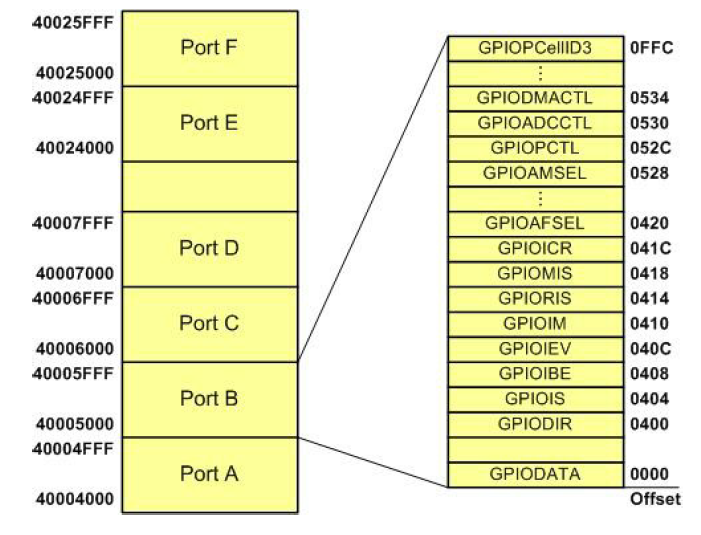 40025FFF
Port F
40025000
40024FFF
Port E
40024000
40007FFF
Port D
40007000
40006FFF
Port C
40006000
40005FFF
Port B
40005000
40004FFF
Port A
40004000
GPIOPCellID3 0FFC
⋮
GPIODMACTL 0534
GPIOADCCTL 0530
GPIOPCTL 052C
GPIOAMSEL 0528
⋮
GPIOAFSEL 0420
GPIOICR 041C
GPIOMIS 0418
GPIORIS 0414
GPIOIM 0410
GPIOIEV 040C
GPIOIBE 0408
GPIOIS 0404
GPIODIR 0400
GPIODATA 0000
Offset